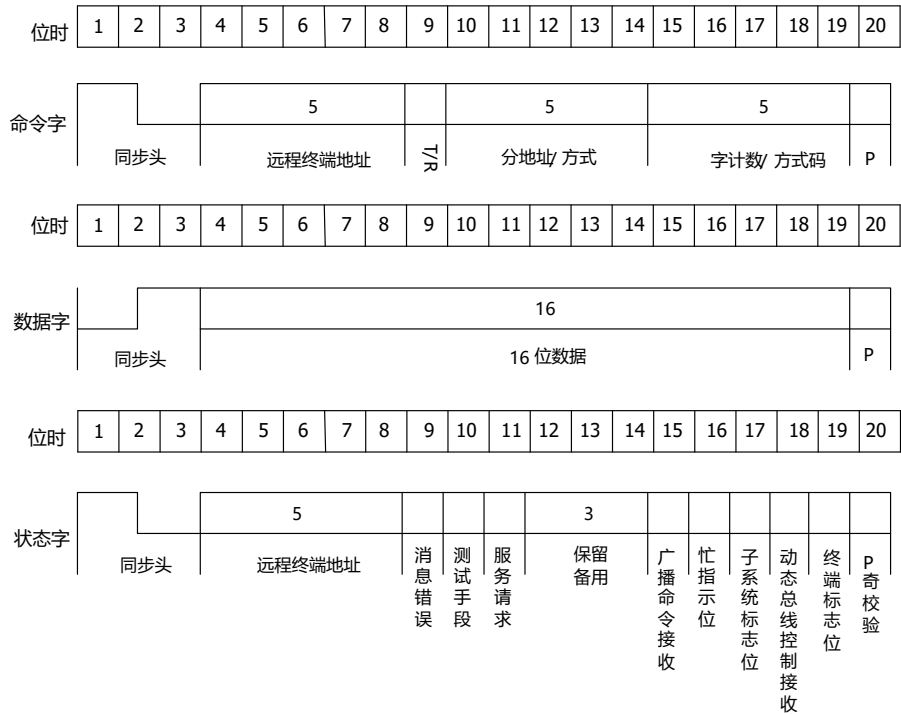 位时 1 2 3 4 5 6 7 8 9 10 11 12 13 14 15 16 17 18 19 20
命令字 5 5 5
同步头 远程终端地址 T/R 分地址/ 方式 字计数/ 方式码 P
位时 1 2 3 4 5 6 7 8 9 10 11 12 13 14 15 16 17 18 19 20
数据字 16
同步头 16 位数据 P
位时 1 2 3 4 5 6 7 8 9 10 11 12 13 14 15 16 17 18 19 20
状态字 5 3
同步头 远程终端地址 消息错误 测试手段 服务请求 保留备用 广播命令接收 忙指示位 子系统标志位 动态总线控制接收 终端标志位 P奇校验